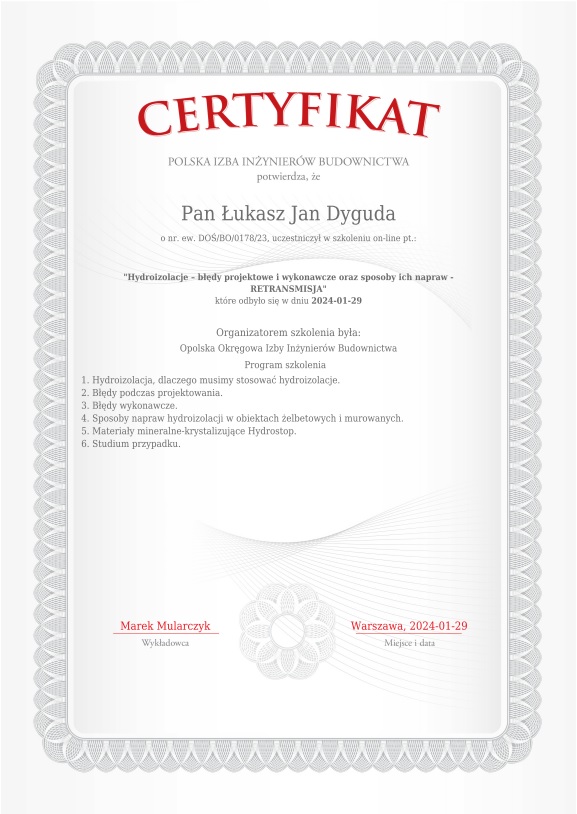 CERTYFIKAT
POLSKA IZBA INŻYNIERÓW BUDOWNICTWA
potwierdza, że
Pan Łukasz Jan Dyguda
o nr. ew. DOŚ/BO/0178/23, uczestniczył w szkoleniu on-line pt.:
"Hydroizolacje – błędy projektowe i wykonawcze oraz sposoby ich napraw -
RETRANSMISJA"
które odbyło się w dniu 2024-01-29
Organizatorem szkolenia była:
Opolska Okręgowa Izby Inżynierów Budownictwa
Program szkolenia
1. Hydroizolacja, dlaczego musimy stosować hydroizolacje.
2. Błędy podczas projektowania.
3. Błędy wykonawcze.
4. Sposoby napraw hydroizolacji w obiektach żelbetowych i murowanych.
5. Materiały mineralne-krystalizujące Hydrostop.
6. Studium przypadku.
Marek Mularczyk
Wykładowca
Warszawa, 2024-01-29
Miejsce i data